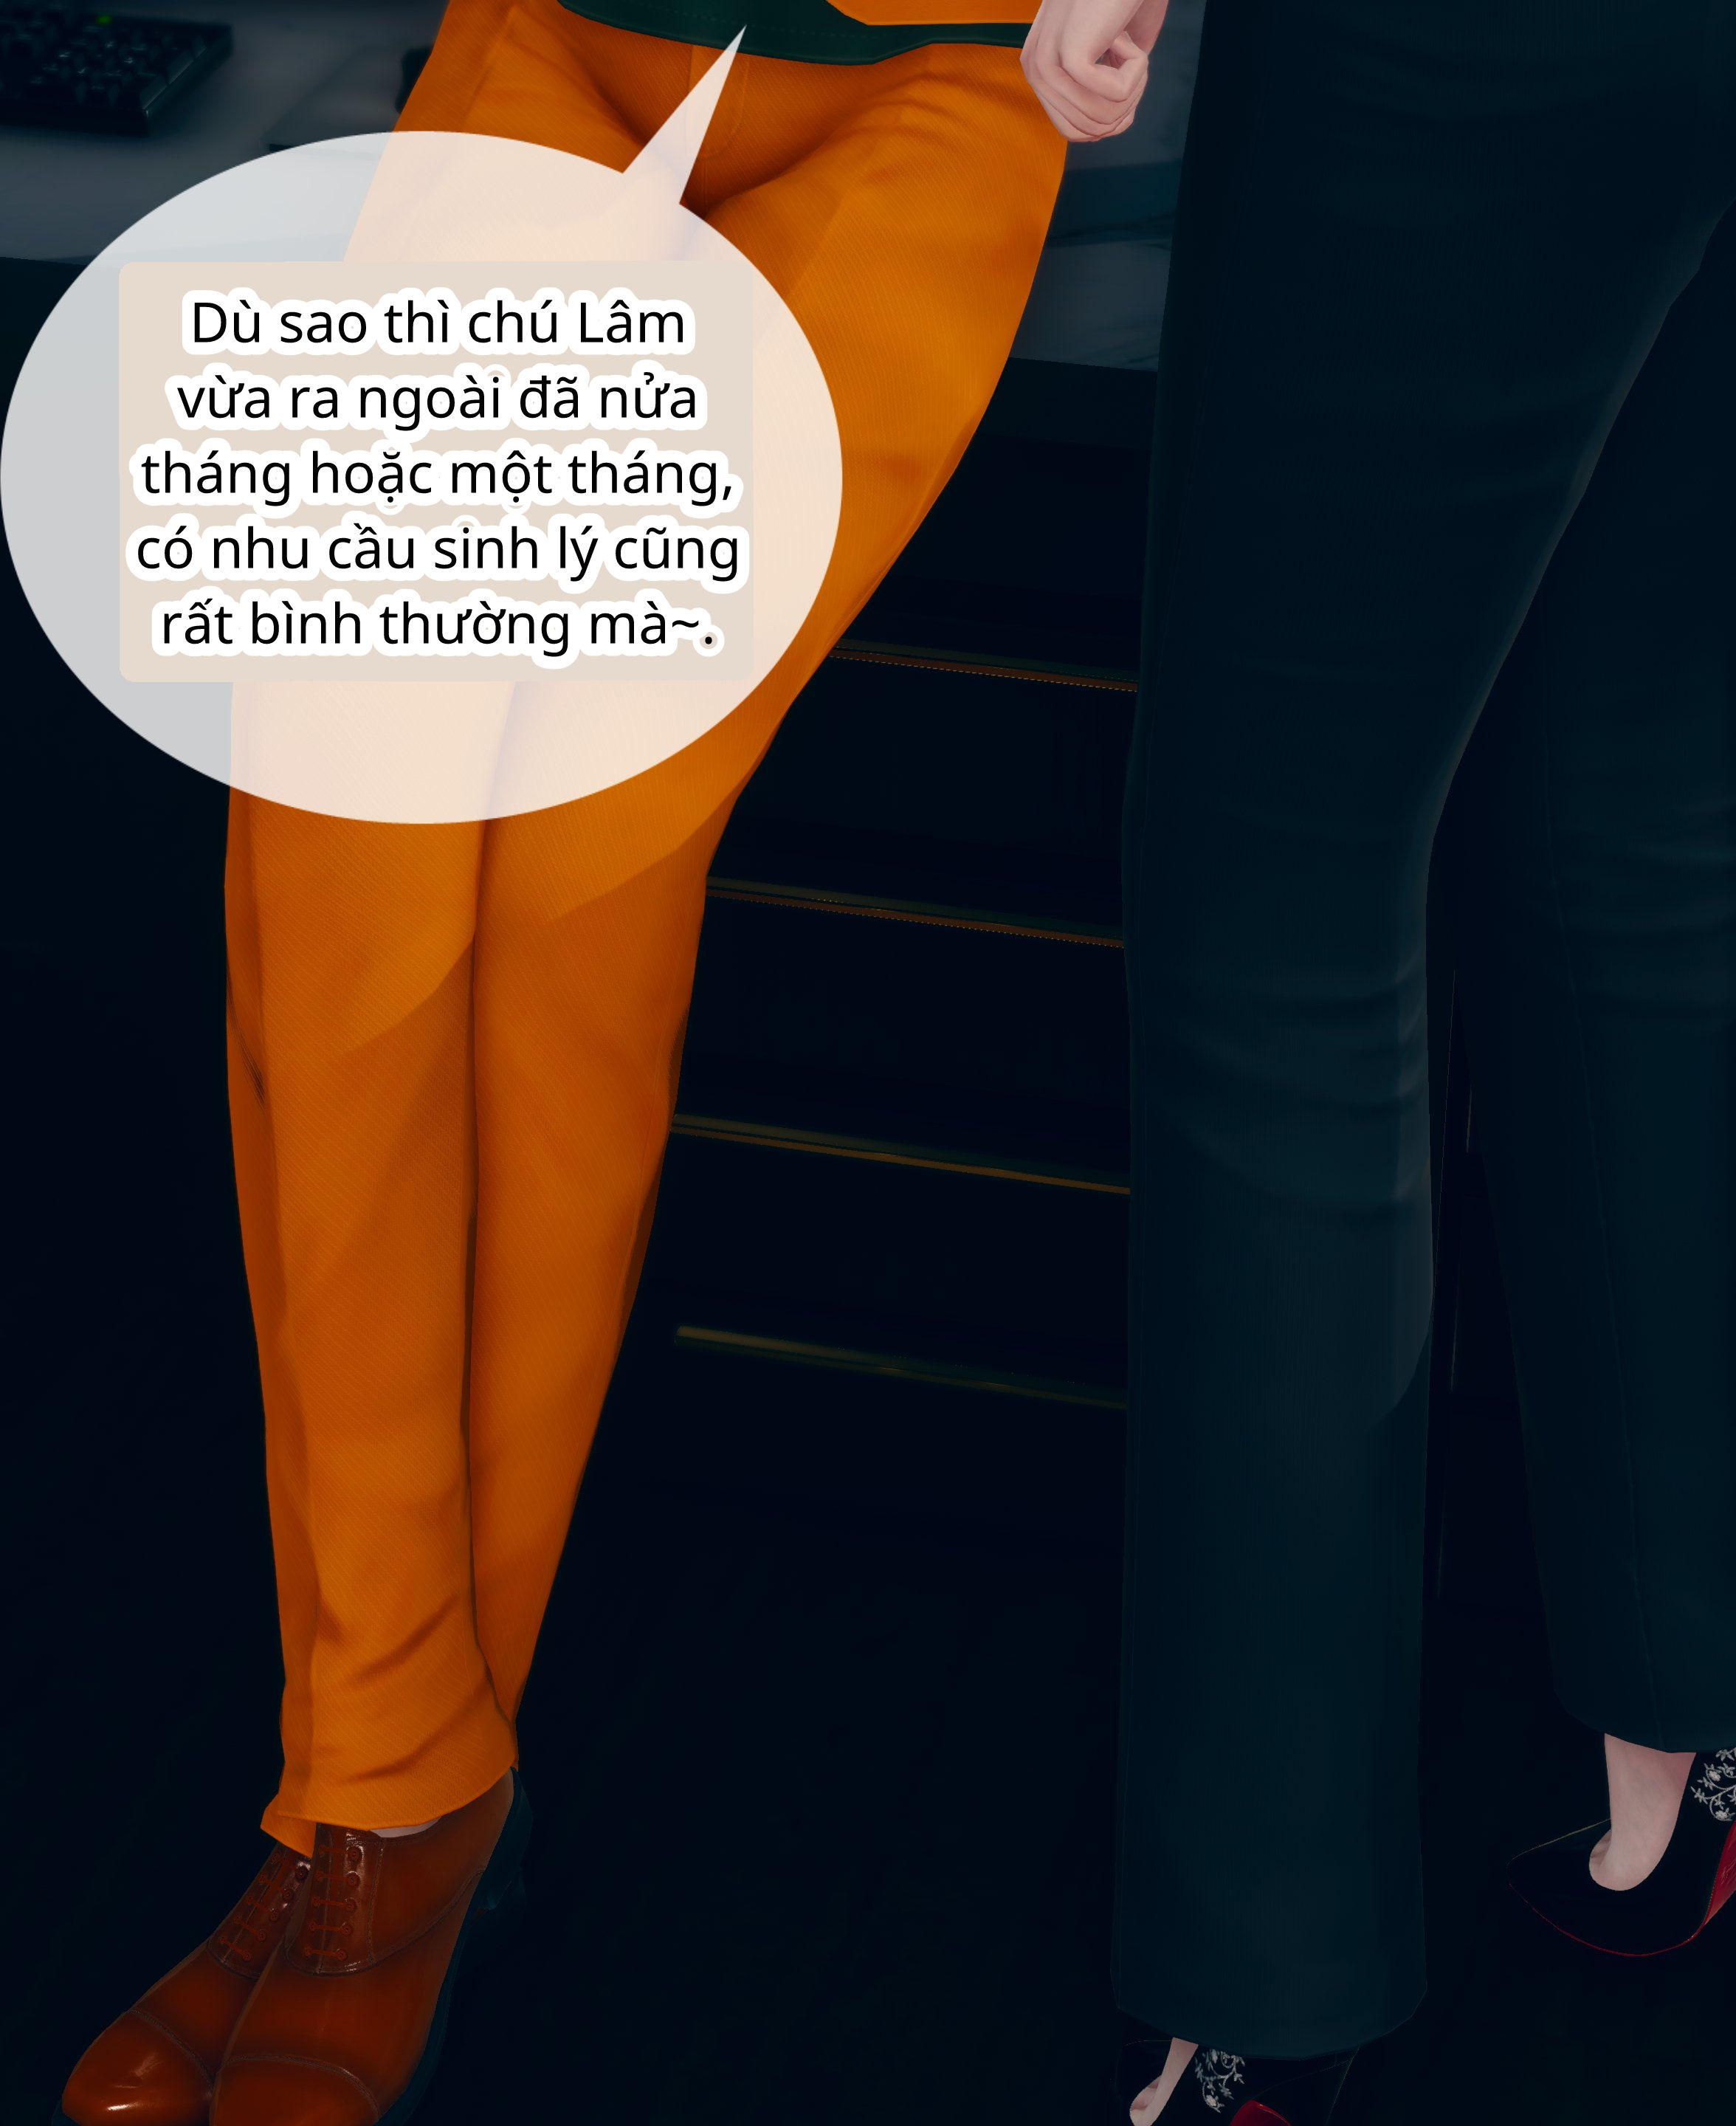 Dù sao thì chú Lâm
vừa ra ngoài đã nửa
tháng hoặc một tháng,
có nhu cầu sinh lý cũng
rất bình thường mà~.